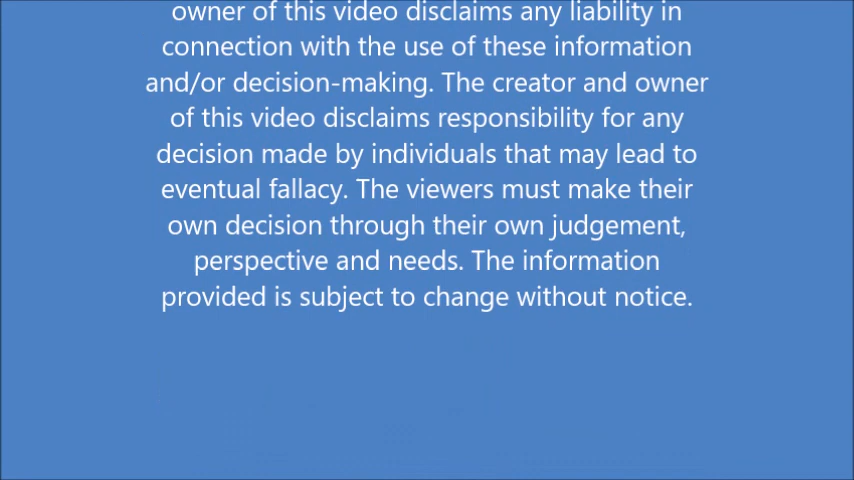 owner of this video disclaims any liability in
connection with the use of these information
and/or decision-making. The creator and owner
of this video disclaims responsibility for any
decision made by individuals that may lead to
eventual fallacy. The viewers must make their
own decision through their own judgement,
perspective and needs. The information
provided is subject to change without notice.